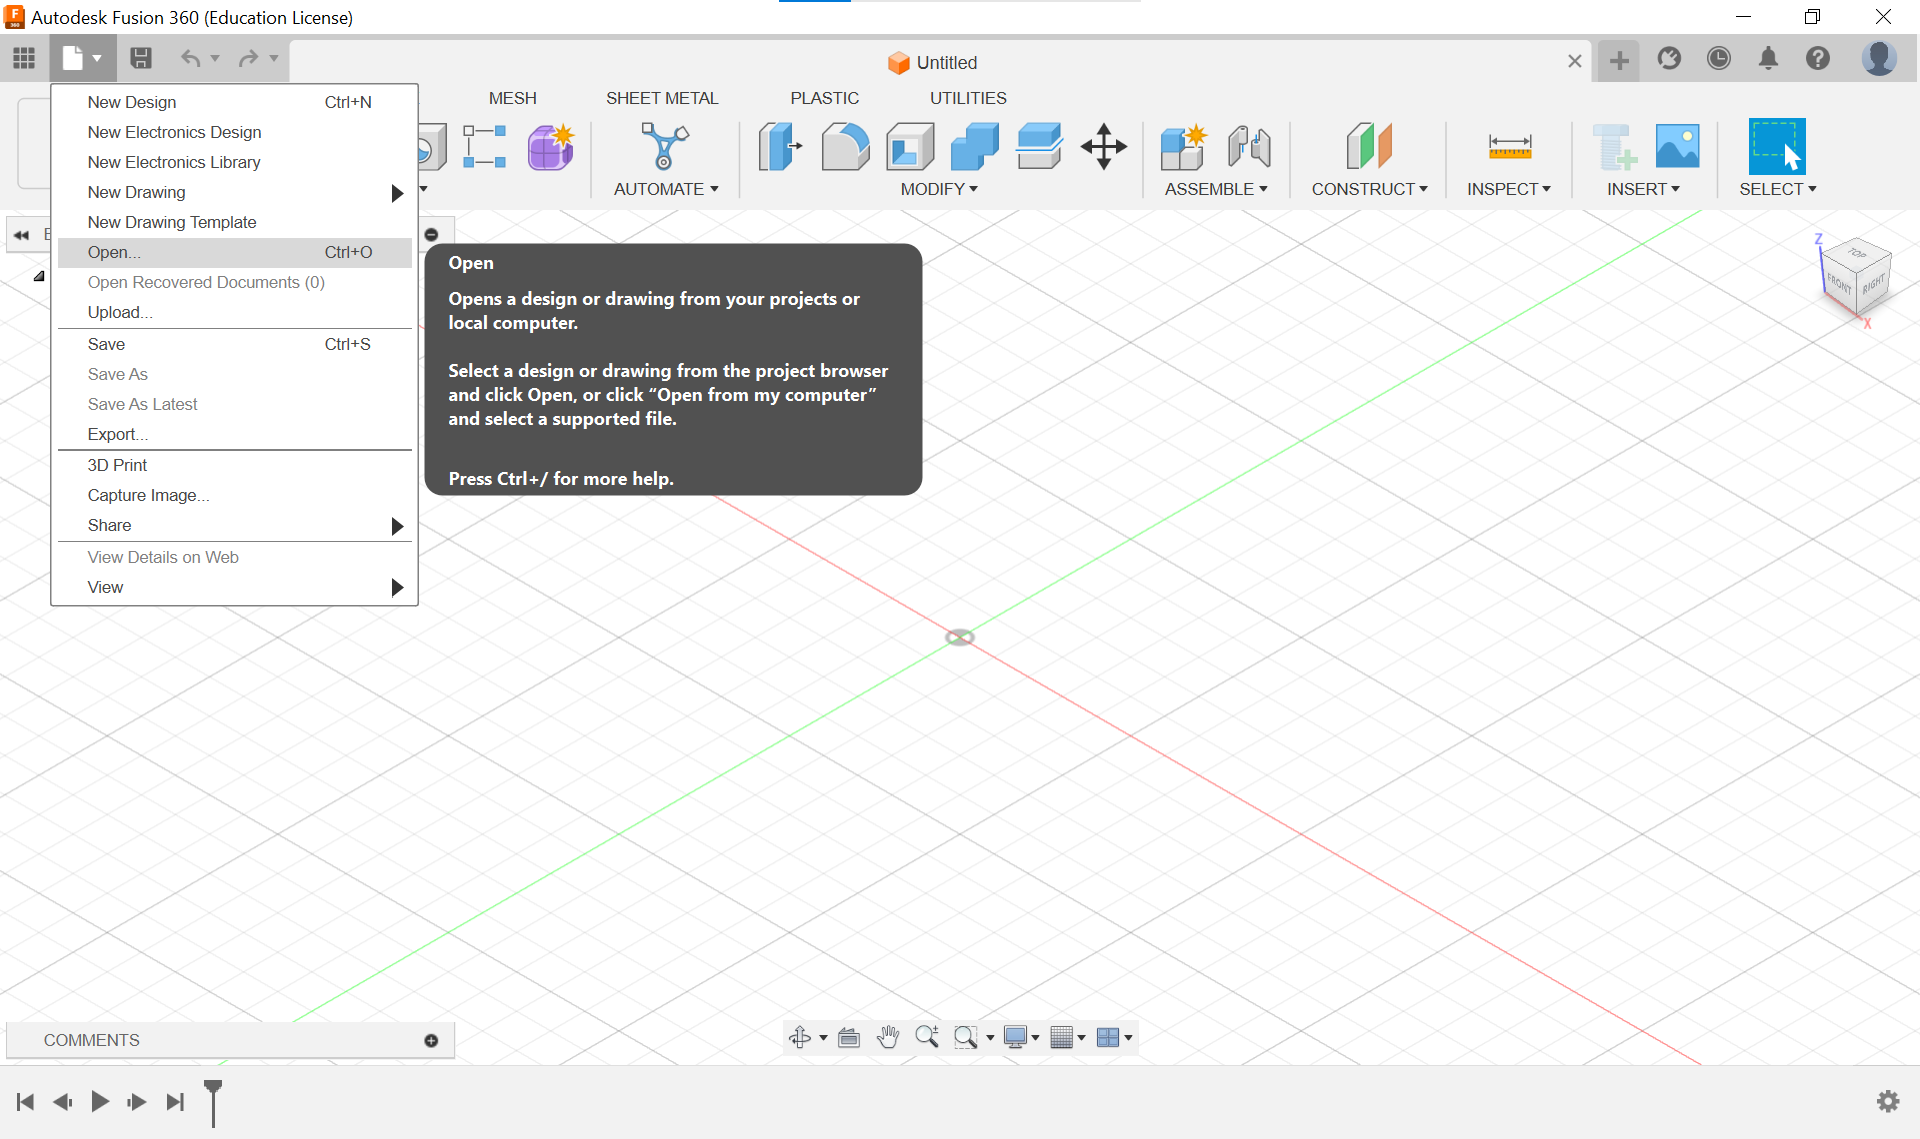 Autodesk Fusion 360 (Education License)
Untitled
MESH
SHEET METAL
PLASTIC
UTILITIES
New Design Ctrl+N
New Electronics Design
New Electronics Library
New Drawing
New Drawing Template
Open... Ctrl+O
Open Recovered Documents (0)
Upload...
Save Ctrl+S
Save As
Save As Latest
Export...
3D Print
Capture Image...
Share
View Details on Web
View
AUTOMATE
MODIFY
ASSEMBLE
CONSTRUCT
INSPECT
INSERT
SELECT
Open
Opens a design or drawing from your projects or
local computer.
Select a design or drawing from the project browser
and click Open, or click “Open from my computer”
and select a supported file.
Press Ctrl+/ for more help.
Z
TOP
FRONT
RIGHT
X
COMMENTS